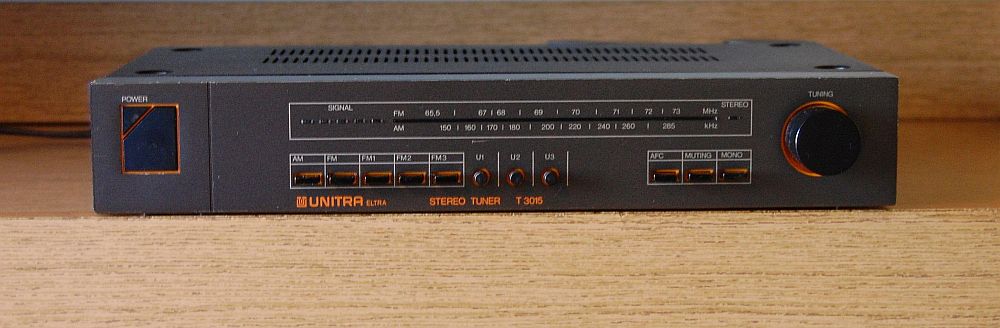 POWER
SIGNAL
STEREO
TUNING
FM 65,5 67 68 69 70 71 72 73 MHz
AM 150 160 170 180 200 220 240 260 285 kHz
AM FM FM1 FM2 FM3 U1 U2 U3 AFC MUTING MONO
UNITRA ELTRA STEREO TUNER T 3015